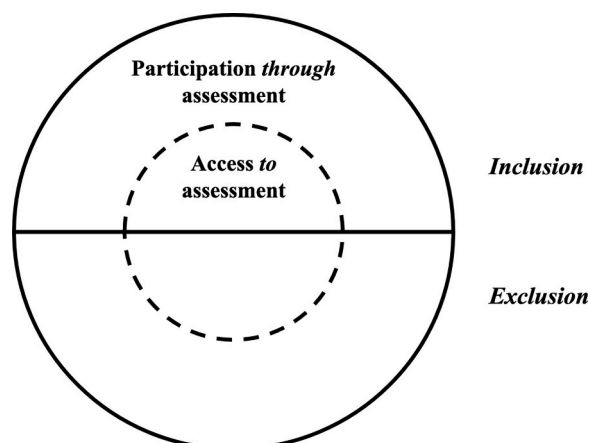 Participation through
assessment
Access to
assessment
Inclusion
Exclusion